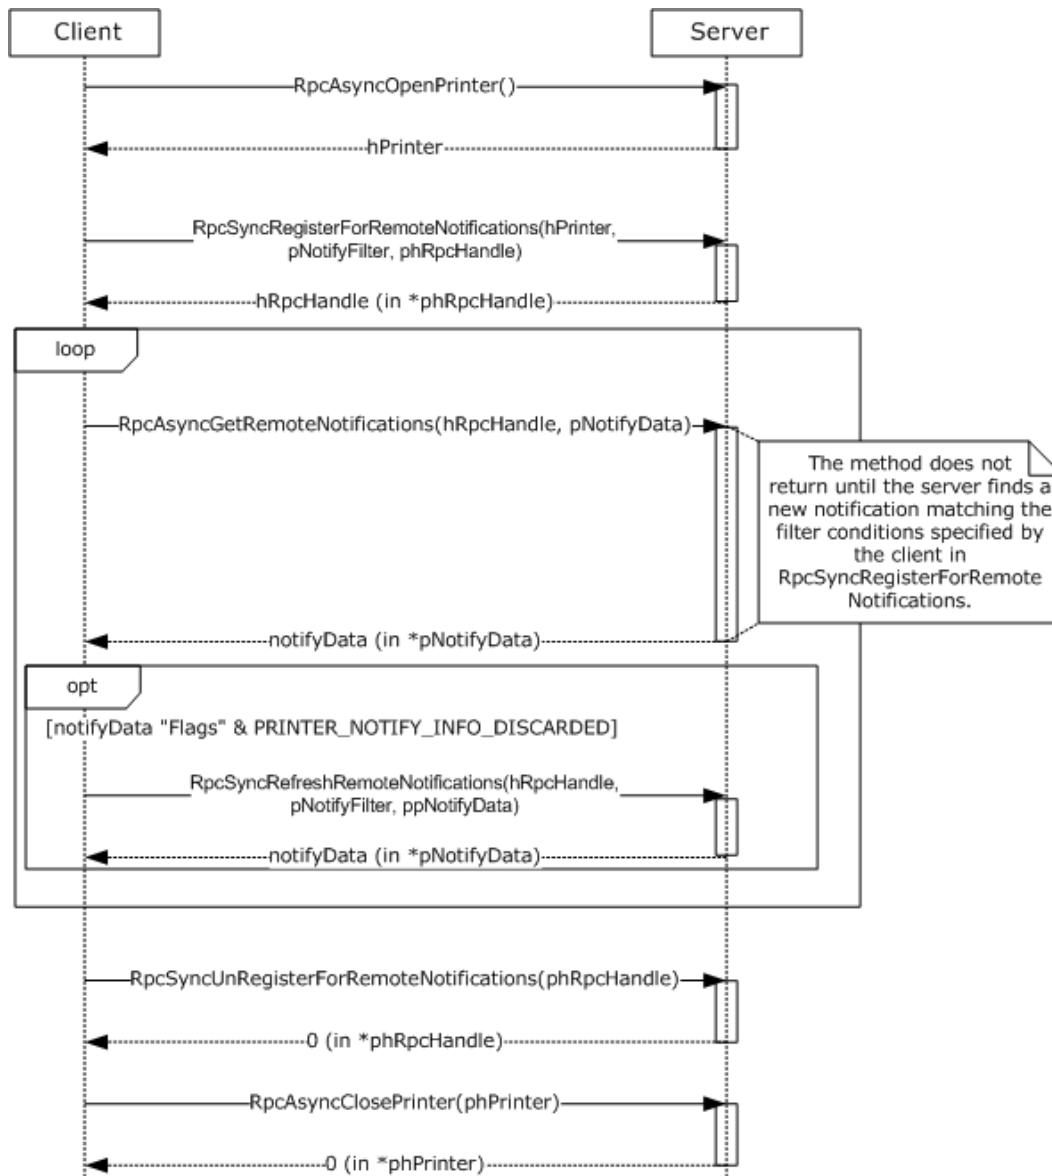 Client
Server
RpcAsyncOpenPrinter()
hPrinter
RpcSyncRegisterForRemoteNotifications(hPrinter,
pNotifyFilter, phRpcHandle)
hRpcHandle (in *phRpcHandle)
loop
RpcAsyncGetRemoteNotifications(hRpcHandle, pNotifyData)
The method does not
return until the server finds a
new notification matching the
filter conditions specified by
the client in
RpcSyncRegisterForRemote
Notifications.
notifyData (in *pNotifyData)
opt
[notifyData "Flags" & PRINTER_NOTIFY_INFO_DISCARDED]
RpcSyncRefreshRemoteNotifications(hRpcHandle,
pNotifyFilter, ppNotifyData)
notifyData (in *pNotifyData)
RpcSyncUnRegisterForRemoteNotifications(phRpcHandle)
0 (in *phRpcHandle)
RpcAsyncClosePrinter(phPrinter)
0 (in *phPrinter)